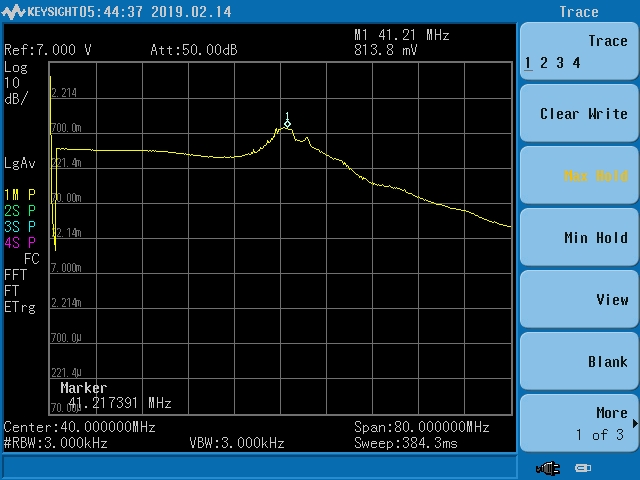 KEYSIGHT 05:44:37 2019.02.14
Trace
M1 41.21 MHz
Ref:7.000 V Att:50.00dB 813.8 mV
Log
10
dB/
LgAv
1M P
2S P
3S P
4S P
FC
FFT
FT
ETrg
1
2.214
700.0m
221.4m
70.00m
22.14m
7.000m
2.214m
700.0µ
221.4µ
70.00µ
Marker
41.217391 MHz
Center:40.000000MHz Span:80.000000MHz
#RBW:3.000kHz VBW:3.000kHz Sweep:384.3ms
Trace
1 2 3 4
Clear Write
Max Hold
Min Hold
View
Blank
More
1 of 3